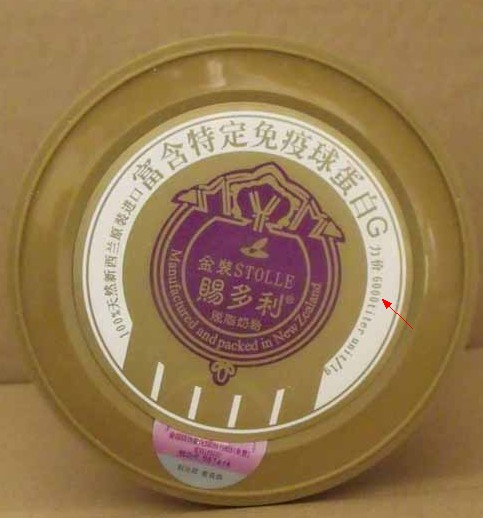 富含特定免疫球蛋白G
100%天然新西兰原装进口
力价 6000titer unit/1g
金裝STOLLE
賜多利®
脱脂奶粉
Manufactured and packed in New Zealand